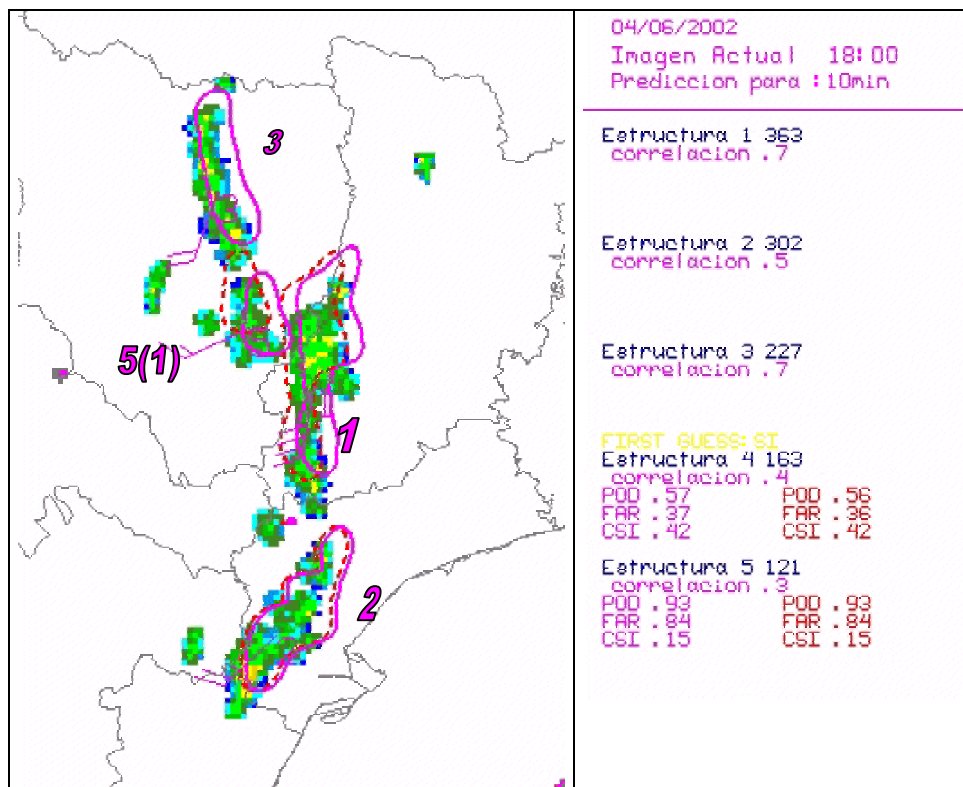 3
5(1)
1
2
04/06/2002
Imagen Actual 18:00
Prediccion para :10min
Estructura 1 363
correlacion .7
Estructura 2 302
correlacion .5
Estructura 3 227
correlacion .7
FIRST GUESS:SI
Estructura 4 163
correlacion .4
POD .57 POD .56
FAR .37 FAR .36
CSI .42 CSI .42
Estructura 5 121
correlacion .3
POD .93 POD .93
FAR .84 FAR .84
CSI .15 CSI .15